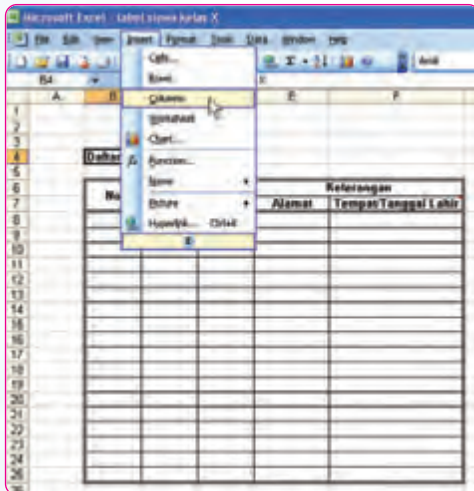 Microsoft Excel - tabel siswa kelas X
File Edit View Insert Format Tools Data Window Help
Arial
B4
A B E F
Cells...
Rows
Columns
Worksheet
Chart...
Function...
Name
Picture
Hyperlink... Ctrl+K
1
2
3
4 Daftar
5
6 No Keterangan
7 Alamat Tempat/Tanggal Lahir
8
9
10
11
12
13
14
15
16
17
18
19
20
21
22
23
24
25
26